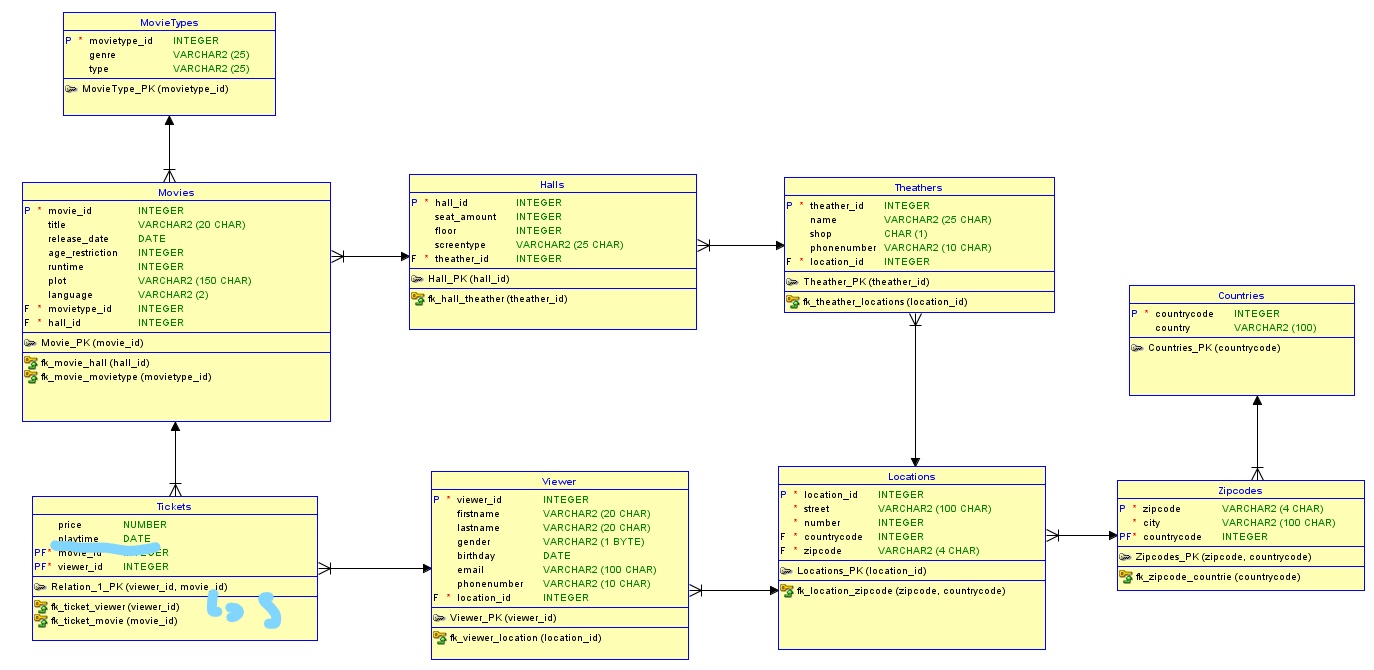 MovieTypes
P * movietype_id INTEGER
genre VARCHAR2 (25)
type VARCHAR2 (25)
MovieType_PK (movietype_id)
Movies
P * movie_id INTEGER
title VARCHAR2 (20 CHAR)
release_date DATE
age_restriction INTEGER
runtime INTEGER
plot VARCHAR2 (150 CHAR)
language VARCHAR2 (2)
F * movietype_id INTEGER
F * hall_id INTEGER
Movie_PK (movie_id)
fk_movie_hall (hall_id)
fk_movie_movietype (movietype_id)
Halls
P * hall_id INTEGER
seat_amount INTEGER
floor INTEGER
screentype VARCHAR2 (25 CHAR)
F * theather_id INTEGER
Hall_PK (hall_id)
fk_hall_theather (theather_id)
Theathers
P * theather_id INTEGER
name VARCHAR2 (25 CHAR)
shop CHAR (1)
phonenumber VARCHAR2 (10 CHAR)
F * location_id INTEGER
Theather_PK (theather_id)
fk_theather_locations (location_id)
Countries
P * countrycode INTEGER
country VARCHAR2 (100)
Countries_PK (countrycode)
Tickets
price NUMBER
playtime DATE
PF* movie_id INTEGER
PF* viewer_id INTEGER
Relation_1_PK (viewer_id, movie_id)
fk_ticket_viewer (viewer_id)
fk_ticket_movie (movie_id)
Viewer
P * viewer_id INTEGER
firstname VARCHAR2 (20 CHAR)
lastname VARCHAR2 (20 CHAR)
gender VARCHAR2 (1 BYTE)
birthday DATE
email VARCHAR2 (100 CHAR)
phonenumber VARCHAR2 (10 CHAR)
F * location_id INTEGER
Viewer_PK (viewer_id)
fk_viewer_location (location_id)
Locations
P * location_id INTEGER
* street VARCHAR2 (100 CHAR)
* number INTEGER
F * countrycode INTEGER
F * zipcode VARCHAR2 (4 CHAR)
Locations_PK (location_id)
fk_location_zipcode (zipcode, countrycode)
Zipcodes
P * zipcode VARCHAR2 (4 CHAR)
* city VARCHAR2 (100 CHAR)
PF* countrycode INTEGER
Zipcodes_PK (zipcode, countrycode)
fk_zipcode_countrie (countrycode)